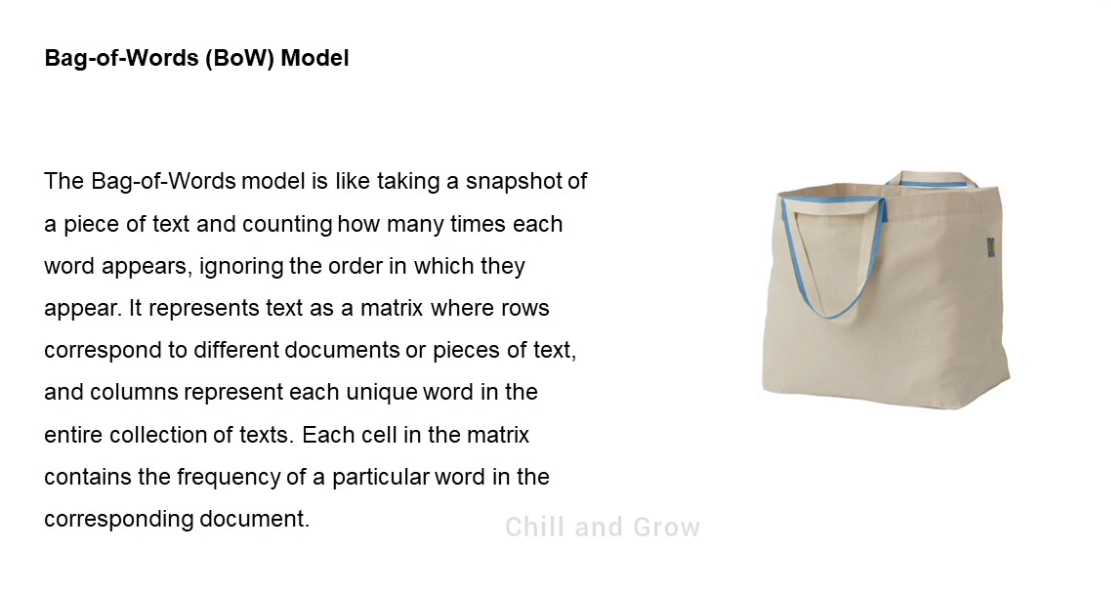 Bag-of-Words (BoW) Model
The Bag-of-Words model is like taking a snapshot of
a piece of text and counting how many times each
word appears, ignoring the order in which they
appear. It represents text as a matrix where rows
correspond to different documents or pieces of text,
and columns represent each unique word in the
entire collection of texts. Each cell in the matrix
contains the frequency of a particular word in the
corresponding document.
Chill and Grow